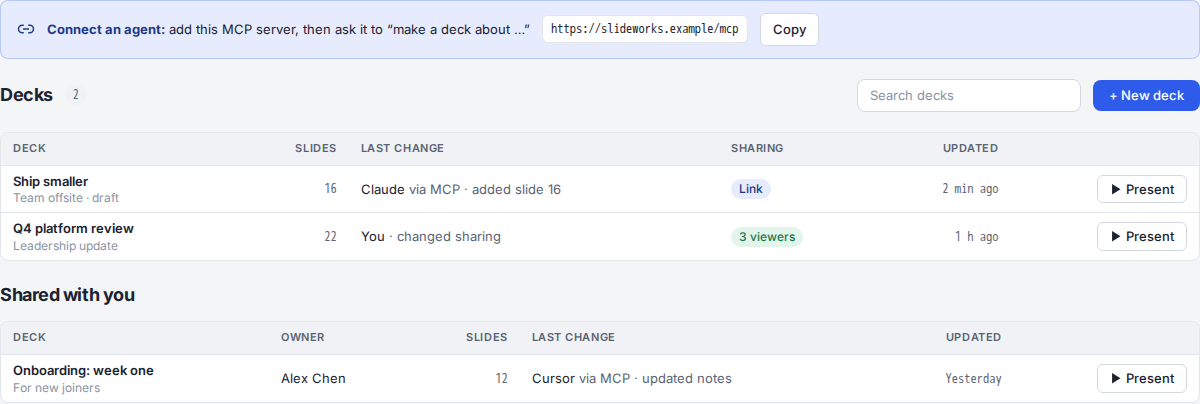 Connect an agent: add this MCP server, then ask it to “make a deck about …” https://slideworks.example/mcp Copy
Decks 2 Search decks + New deck
DECK SLIDES LAST CHANGE SHARING UPDATED
Ship smaller
Team offsite · draft
16 Claude via MCP · added slide 16 Link 2 min ago ▶ Present
Q4 platform review
Leadership update
22 You · changed sharing 3 viewers 1 h ago ▶ Present
Shared with you
DECK OWNER SLIDES LAST CHANGE UPDATED
Onboarding: week one
For new joiners
Alex Chen 12 Cursor via MCP · updated notes Yesterday ▶ Present